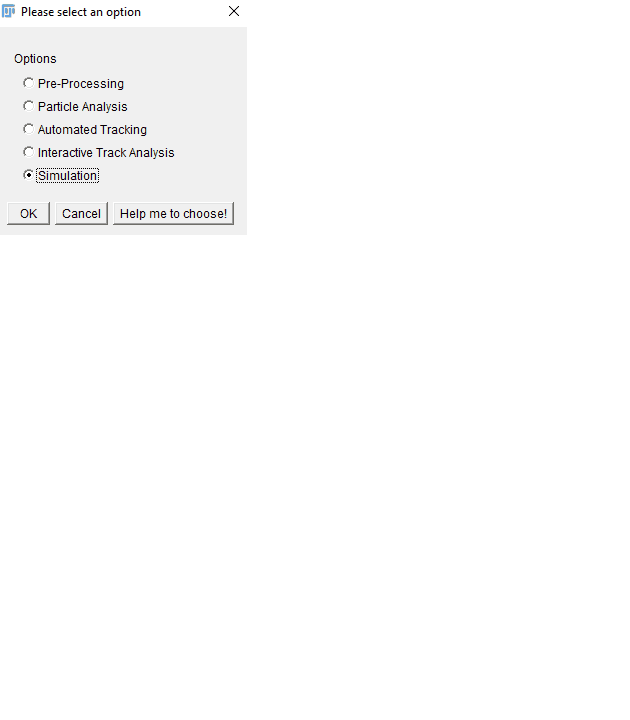 Please select an option
Options
Pre-Processing
Particle Analysis
Automated Tracking
Interactive Track Analysis
Simulation
OK Cancel Help me to choose!